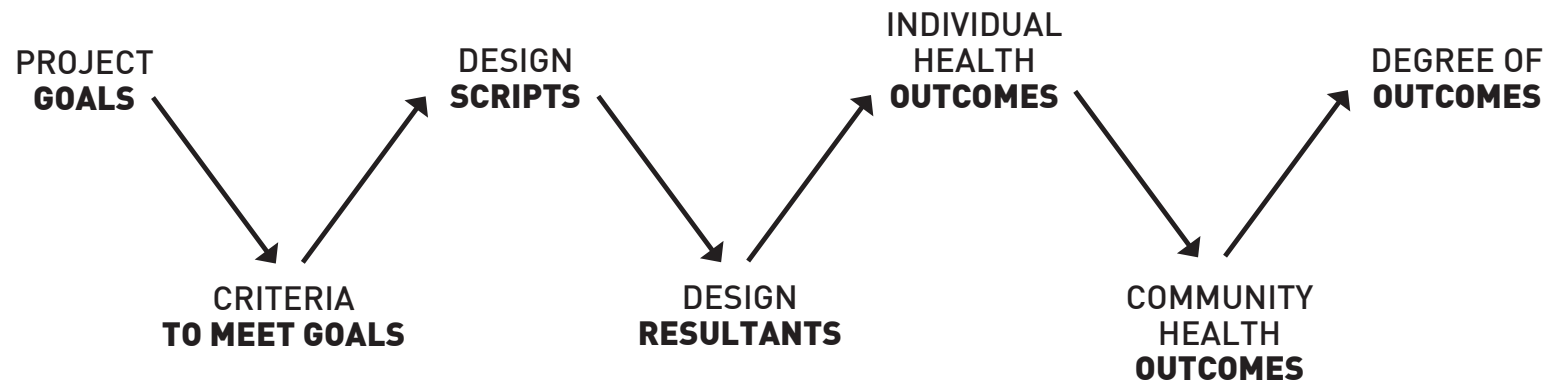 PROJECT
GOALS
CRITERIA
TO MEET GOALS
DESIGN
SCRIPTS
DESIGN
RESULTANTS
INDIVIDUAL
HEALTH
OUTCOMES
COMMUNITY
HEALTH
OUTCOMES
DEGREE OF
OUTCOMES